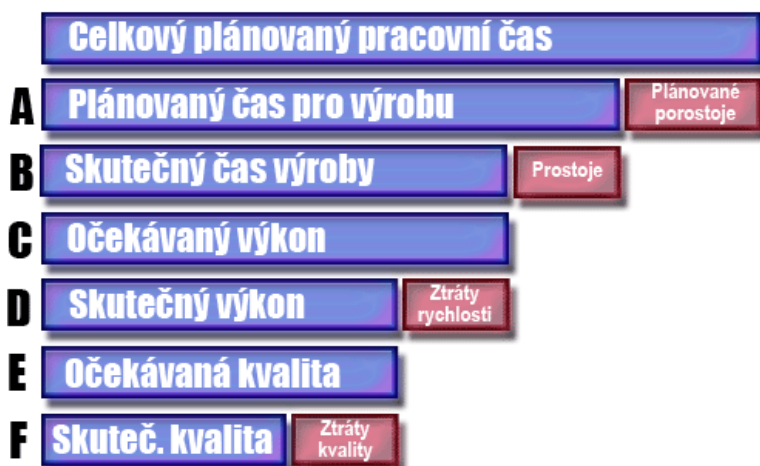 Celkový plánovaný pracovní čas
A Plánovaný čas pro výrobu Plánované porostoje
B Skutečný čas výroby Prostoje
C Očekávaný výkon
D Skutečný výkon Ztráty rychlosti
E Očekávaná kvalita
F Skuteč. kvalita Ztráty kvality